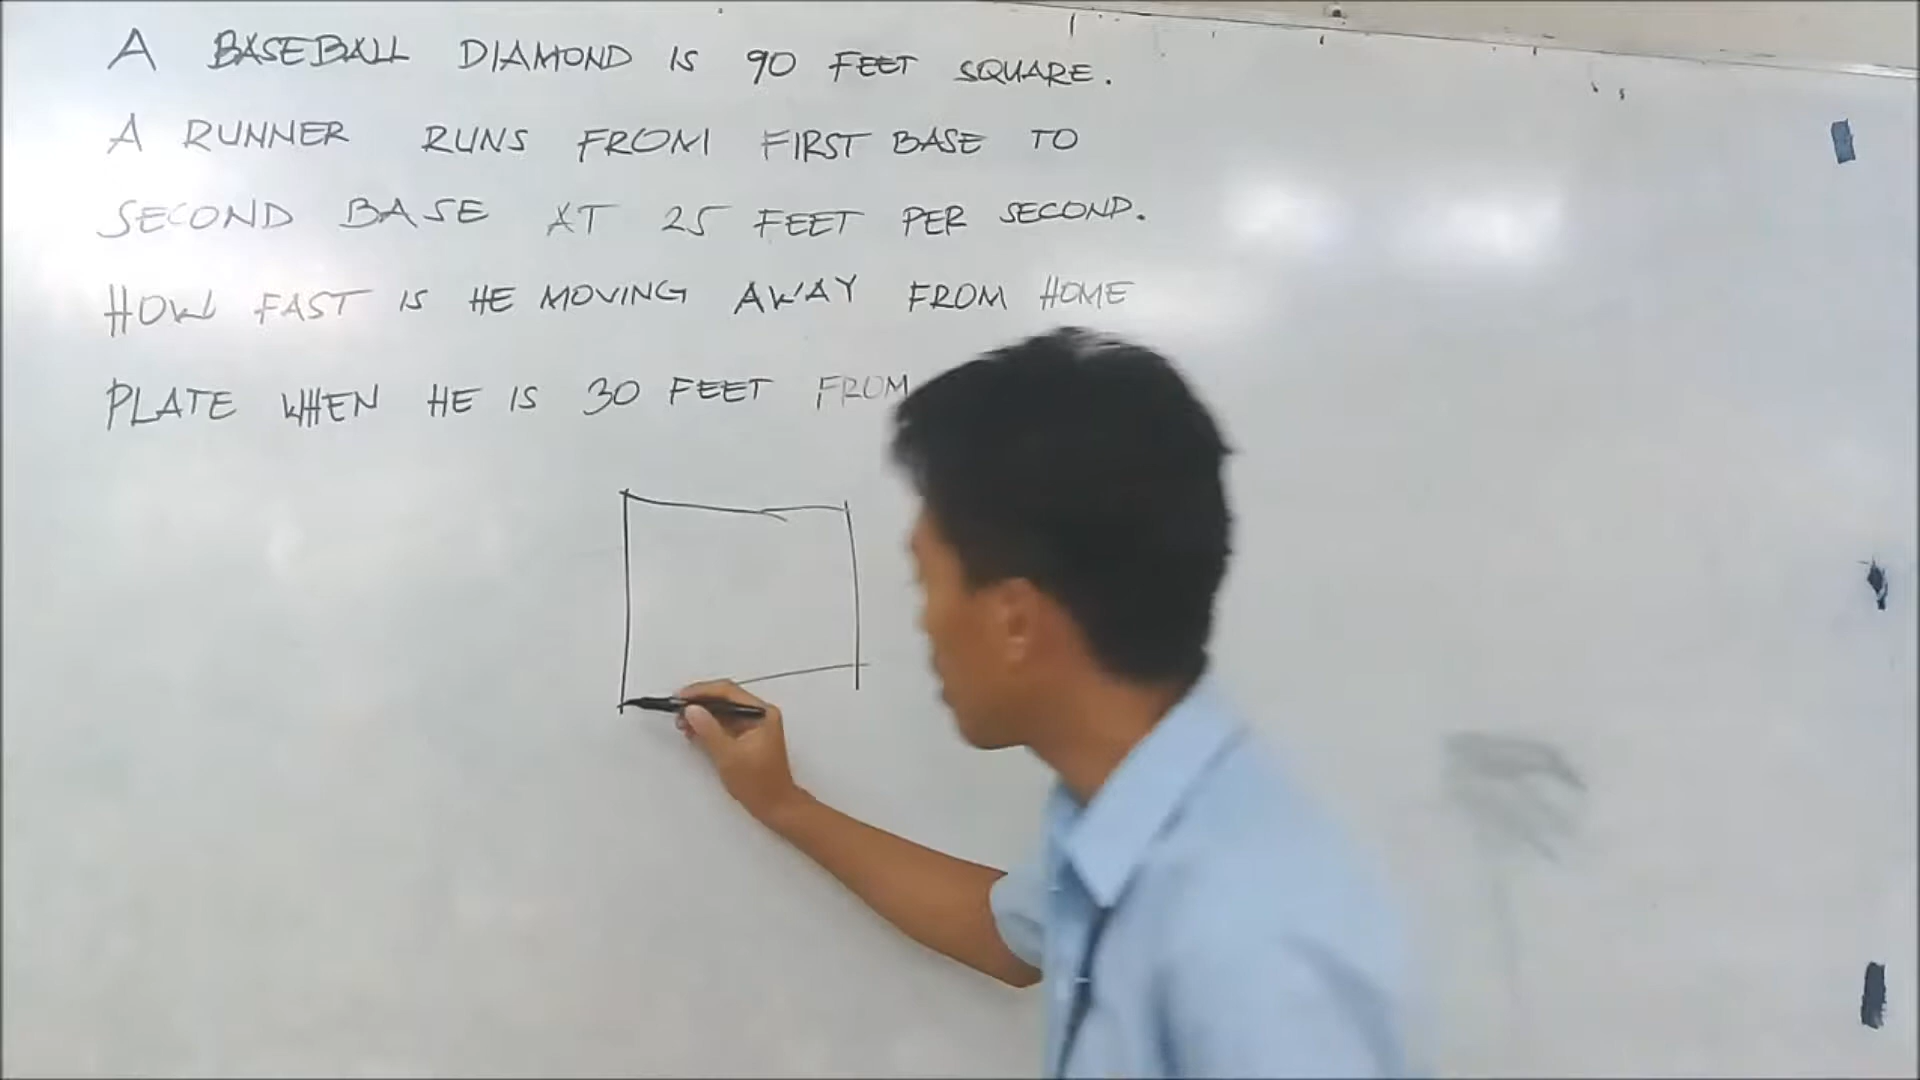 A BASEBALL DIAMOND IS 90 FEET SQUARE.
A RUNNER RUNS FROM FIRST BASE TO
SECOND BASE AT 25 FEET PER SECOND.
HOW FAST IS HE MOVING AWAY FROM HOME
PLATE WHEN HE IS 30 FEET FROM